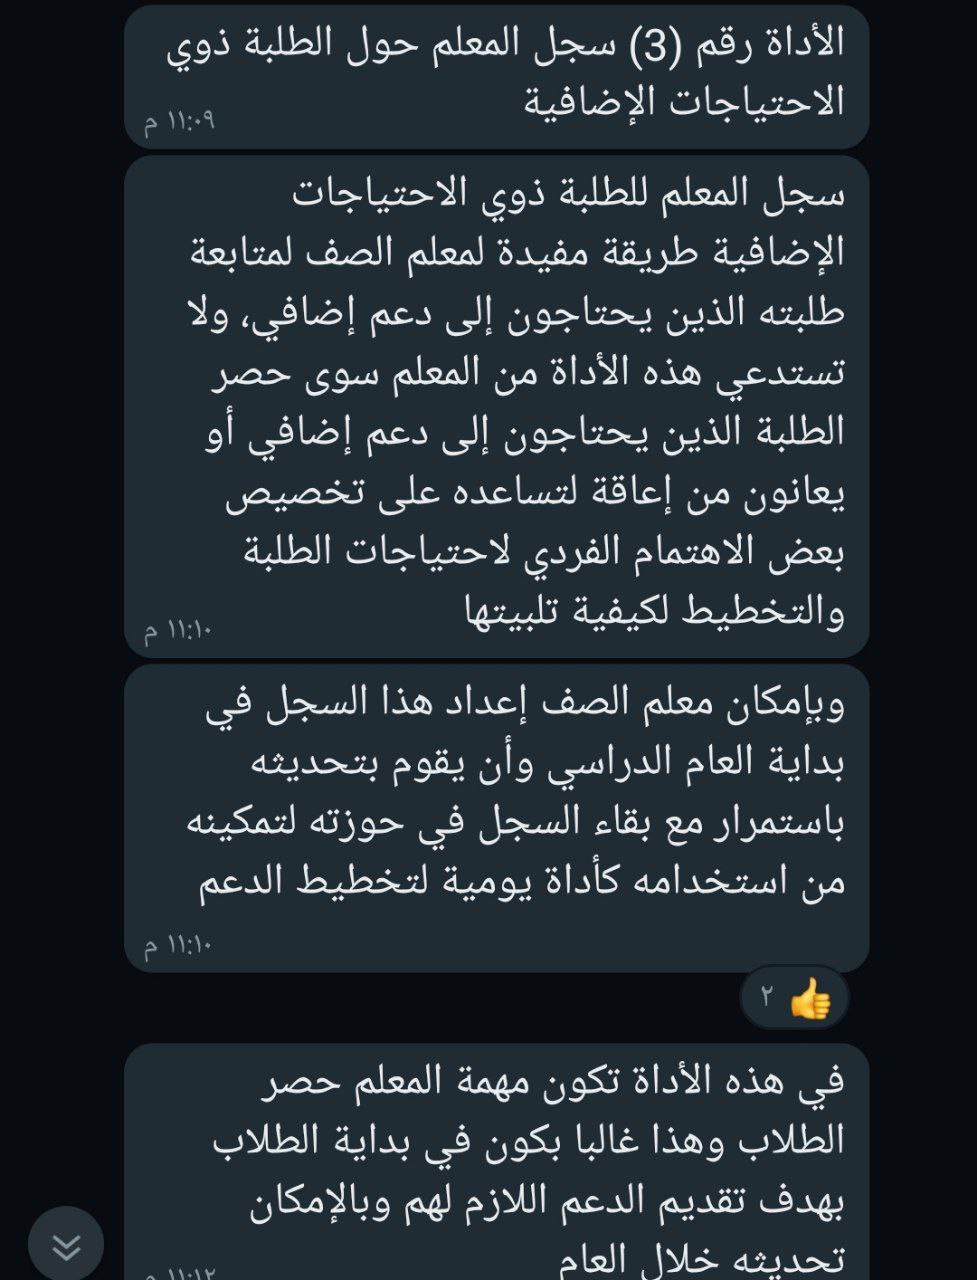 الأداة رقم (3) سجل المعلم حول الطلبة ذوي
الاحتياجات الإضافية
١١:٠٩ م
سجل المعلم للطلبة ذوي الاحتياجات
الإضافية طريقة مفيدة لمعلم الصف لمتابعة
طلبته الذين يحتاجون إلى دعم إضافي، ولا
تستدعي هذه الأداة من المعلم سوى حصر
الطلبة الذين يحتاجون إلى دعم إضافي أو
يعانون من إعاقة لتساعده على تخصيص
بعض الاهتمام الفردي لاحتياجات الطلبة
والتخطيط لكيفية تلبيتها
١١:١٠ م
وبإمكان معلم الصف إعداد هذا السجل في
بداية العام الدراسي وأن يقوم بتحديثه
باستمرار مع بقاء السجل في حوزته لتمكينه
من استخدامه كأداة يومية لتخطيط الدعم
١١:١٠ م
👍 ٢
في هذه الأداة تكون مهمة المعلم حصر
الطلاب وهذا غالبا بكون في بداية الطلاب
بهدف تقديم الدعم اللازم لهم وبالإمكان
تحديثه خلال العام
١١:١٢ م